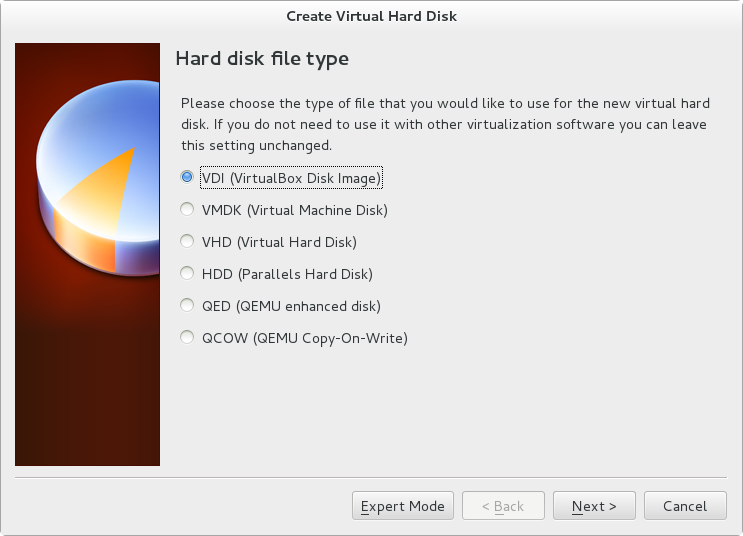 Create Virtual Hard Disk
Hard disk file type
Please choose the type of file that you would like to use for the new virtual hard
disk. If you do not need to use it with other virtualization software you can leave
this setting unchanged.
VDI (VirtualBox Disk Image)
VMDK (Virtual Machine Disk)
VHD (Virtual Hard Disk)
HDD (Parallels Hard Disk)
QED (QEMU enhanced disk)
QCOW (QEMU Copy-On-Write)
Expert Mode
< Back
Next >
Cancel